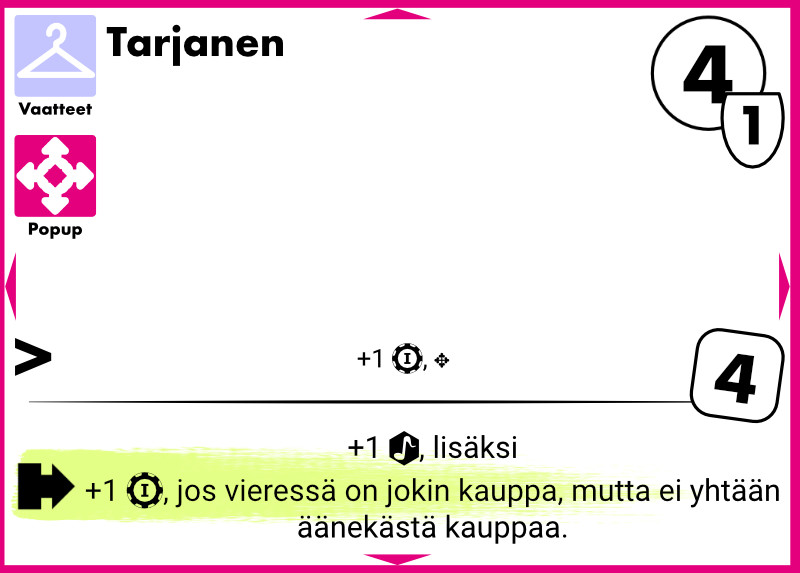 Tarjanen
4
1
Vaatteet
Popup
>
+1 I,
4
+1, lisäksi
+1 I, jos vieressä on jokin kauppa, mutta ei yhtään
äänekästä kauppaa.